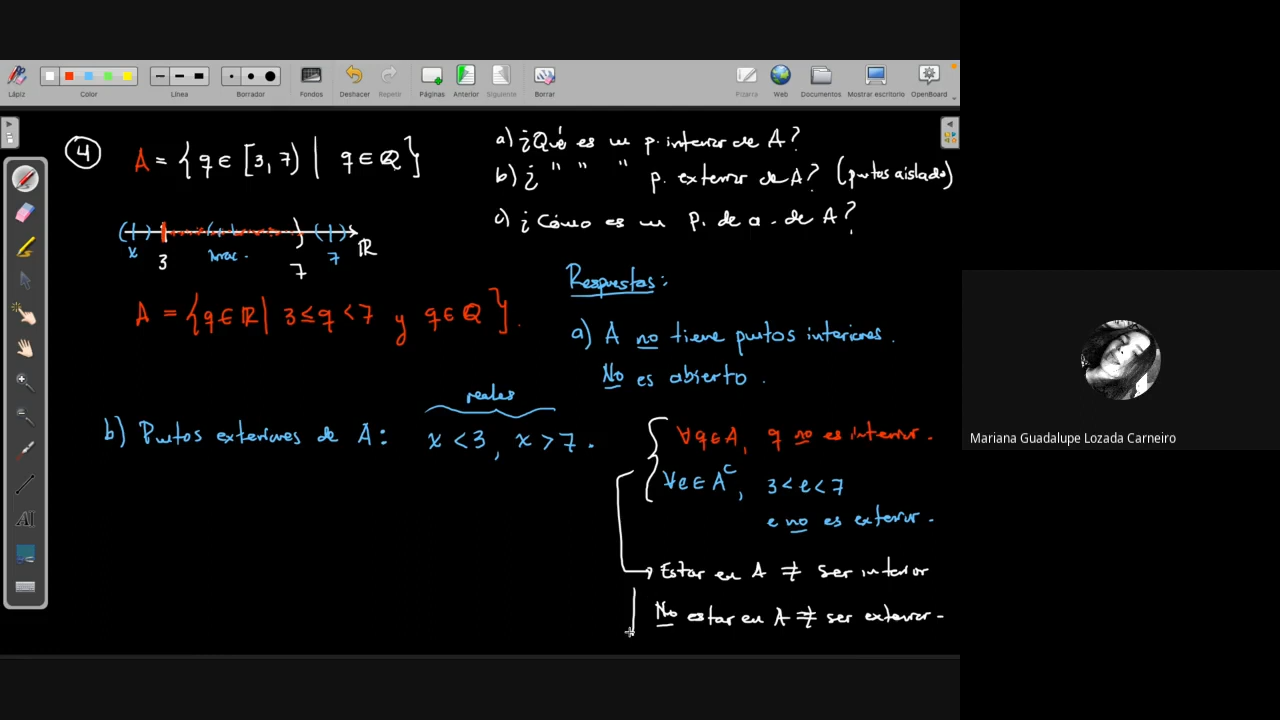 Lápiz Color Línea Borrador Fondos Deshacer Repetir Páginas Anterior Siguiente Borrar Pizarra Web Documentos Mostrar escritorio OpenBoard
4 A = {q ∈ [3, 7) | q ∈ ℚ}
a) ¿Qué es un p. interior de A?
b) ¿ " " " p. exterior de A? (puntos aislado)
c) ¿Cómo es un p. de a. de A?
x 3 irrac. 7 7 ℝ
A = {q ∈ ℝ | 3 ≤ q < 7 y q ∈ ℚ}.
Respuestas:
a) A no tiene puntos interiores.
No es abierto.
reales
b) Puntos exteriores de A: x < 3, x > 7.
∀q ∈ A, q no es interior.
∀e ∈ Aᶜ, 3 < e < 7
e no es exterior.
Estar en A ≠ ser interior
No estar en A ≠ ser exterior.
Mariana Guadalupe Lozada Carneiro